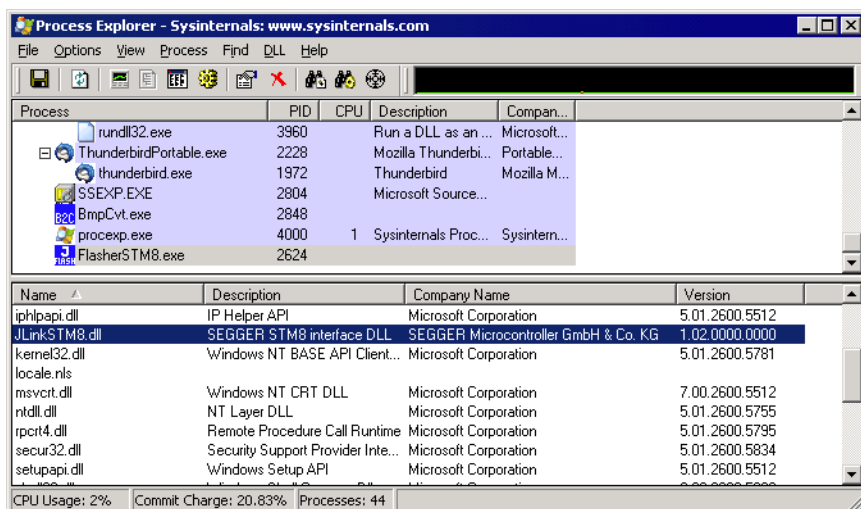 Process Explorer - Sysinternals: www.sysinternals.com
File Options View Process Find DLL Help
Process PID CPU Description Compan...
rundll32.exe 3960 Run a DLL as an ... Microsoft...
ThunderbirdPortable.exe 2228 Mozilla Thunderbi... Portable...
thunderbird.exe 1972 Thunderbird Mozilla M...
SSEXP.EXE 2804 Microsoft Source...
B2C BmpCvt.exe 2848
procexp.exe 4000 1 Sysinternals Proc... Sysintern...
J FLASH FlasherSTM8.exe 2624
Name Description Company Name Version
iphlpapi.dll IP Helper API Microsoft Corporation 5.01.2600.5512
JLinkSTM8.dll SEGGER STM8 interface DLL SEGGER Microcontroller GmbH & Co. KG 1.02.0000.0000
kernel32.dll Windows NT BASE API Client... Microsoft Corporation 5.01.2600.5781
locale.nls
msvcrt.dll Windows NT CRT DLL Microsoft Corporation 7.00.2600.5512
ntdll.dll NT Layer DLL Microsoft Corporation 5.01.2600.5755
rpcrt4.dll Remote Procedure Call Runtime Microsoft Corporation 5.01.2600.5795
secur32.dll Security Support Provider Inte... Microsoft Corporation 5.01.2600.5834
setupapi.dll Windows Setup API Microsoft Corporation 5.01.2600.5512
CPU Usage: 2% Commit Charge: 20.83% Processes: 44